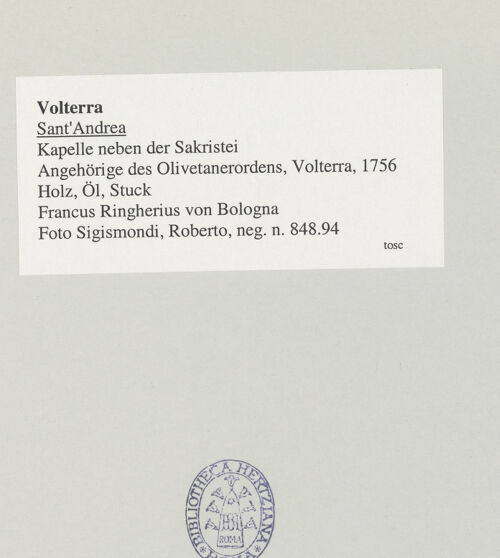 Volterra
Sant'Andrea
Kapelle neben der Sakristei
Angehörige des Olivetanerordens, Volterra, 1756
Holz, Öl, Stuck
Francus Ringherius von Bologna
Foto Sigismondi, Roberto, neg. n. 848.94
tosc
BIBLIOTHECA HERTZIANA
ROMA